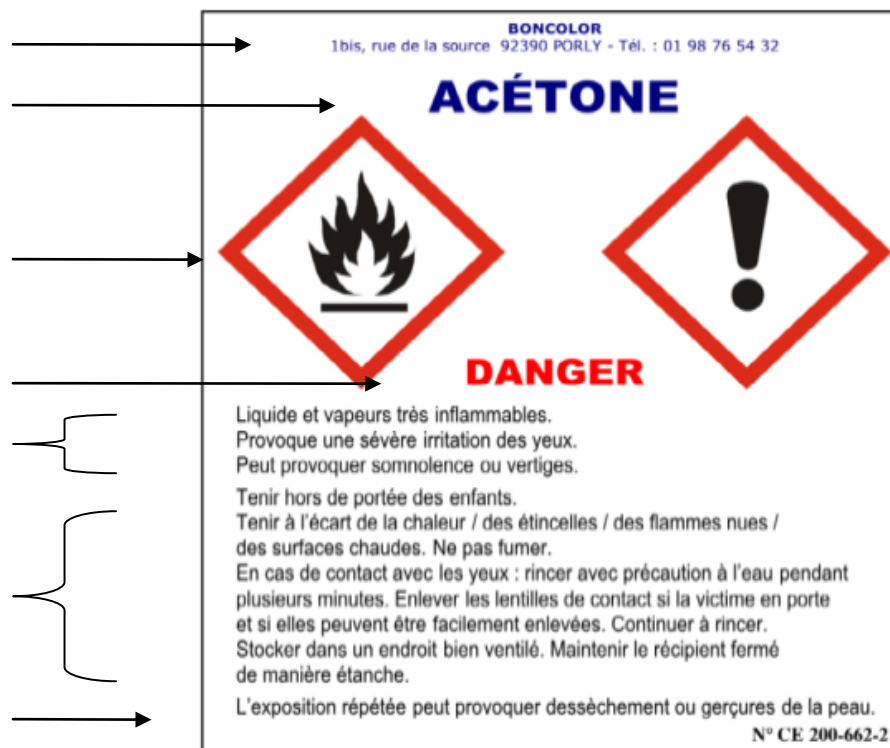 BONCOLOR
1bis, rue de la source 92390 PORLY - Tél. : 01 98 76 54 32
ACÉTONE
DANGER
Liquide et vapeurs très inflammables.
Provoque une sévère irritation des yeux.
Peut provoquer somnolence ou vertiges.
Tenir hors de portée des enfants.
Tenir à l'écart de la chaleur / des étincelles / des flammes nues /
des surfaces chaudes. Ne pas fumer.
En cas de contact avec les yeux : rincer avec précaution à l'eau pendant
plusieurs minutes. Enlever les lentilles de contact si la victime en porte
et si elles peuvent être facilement enlevées. Continuer à rincer.
Stocker dans un endroit bien ventilé. Maintenir le récipient fermé
de manière étanche.
L'exposition répétée peut provoquer dessèchement ou gerçures de la peau.
N° CE 200-662-2